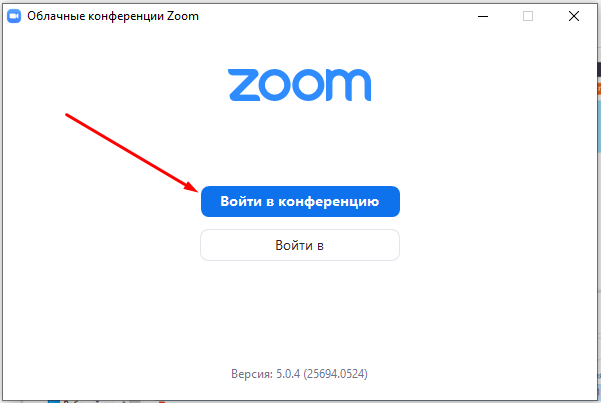 Облачные конференции Zoom
zoom
Войти в конференцию
Войти в
Версия: 5.0.4 (25694.0524)